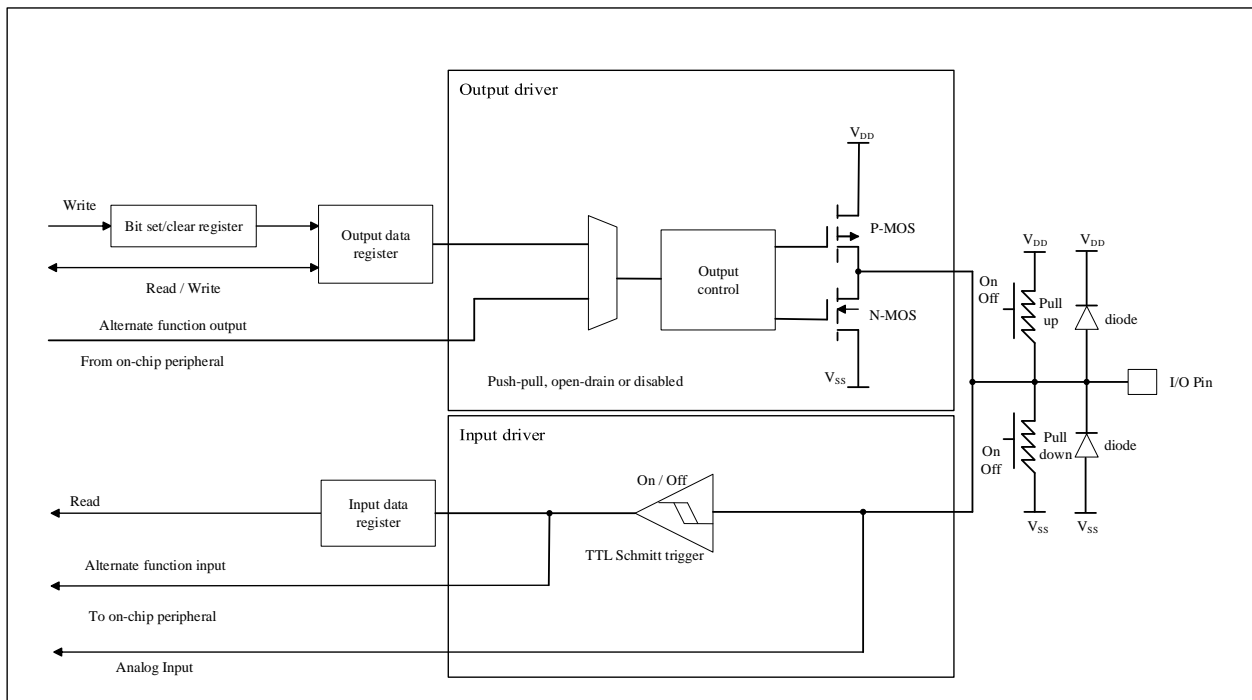 Output driver
V_DD
Write
Bit set/clear register
Output data
register
P-MOS
Read / Write
Output
control
N-MOS
Alternate function output
From on-chip peripheral
Push-pull, open-drain or disabled
V_SS
V_DD
V_DD
On
Off
Pull
up
diode
I/O Pin
On
Off
Pull
down
diode
V_SS
V_SS
Input driver
On / Off
Read
Input data
register
TTL Schmitt trigger
Alternate function input
To on-chip peripheral
Analog Input